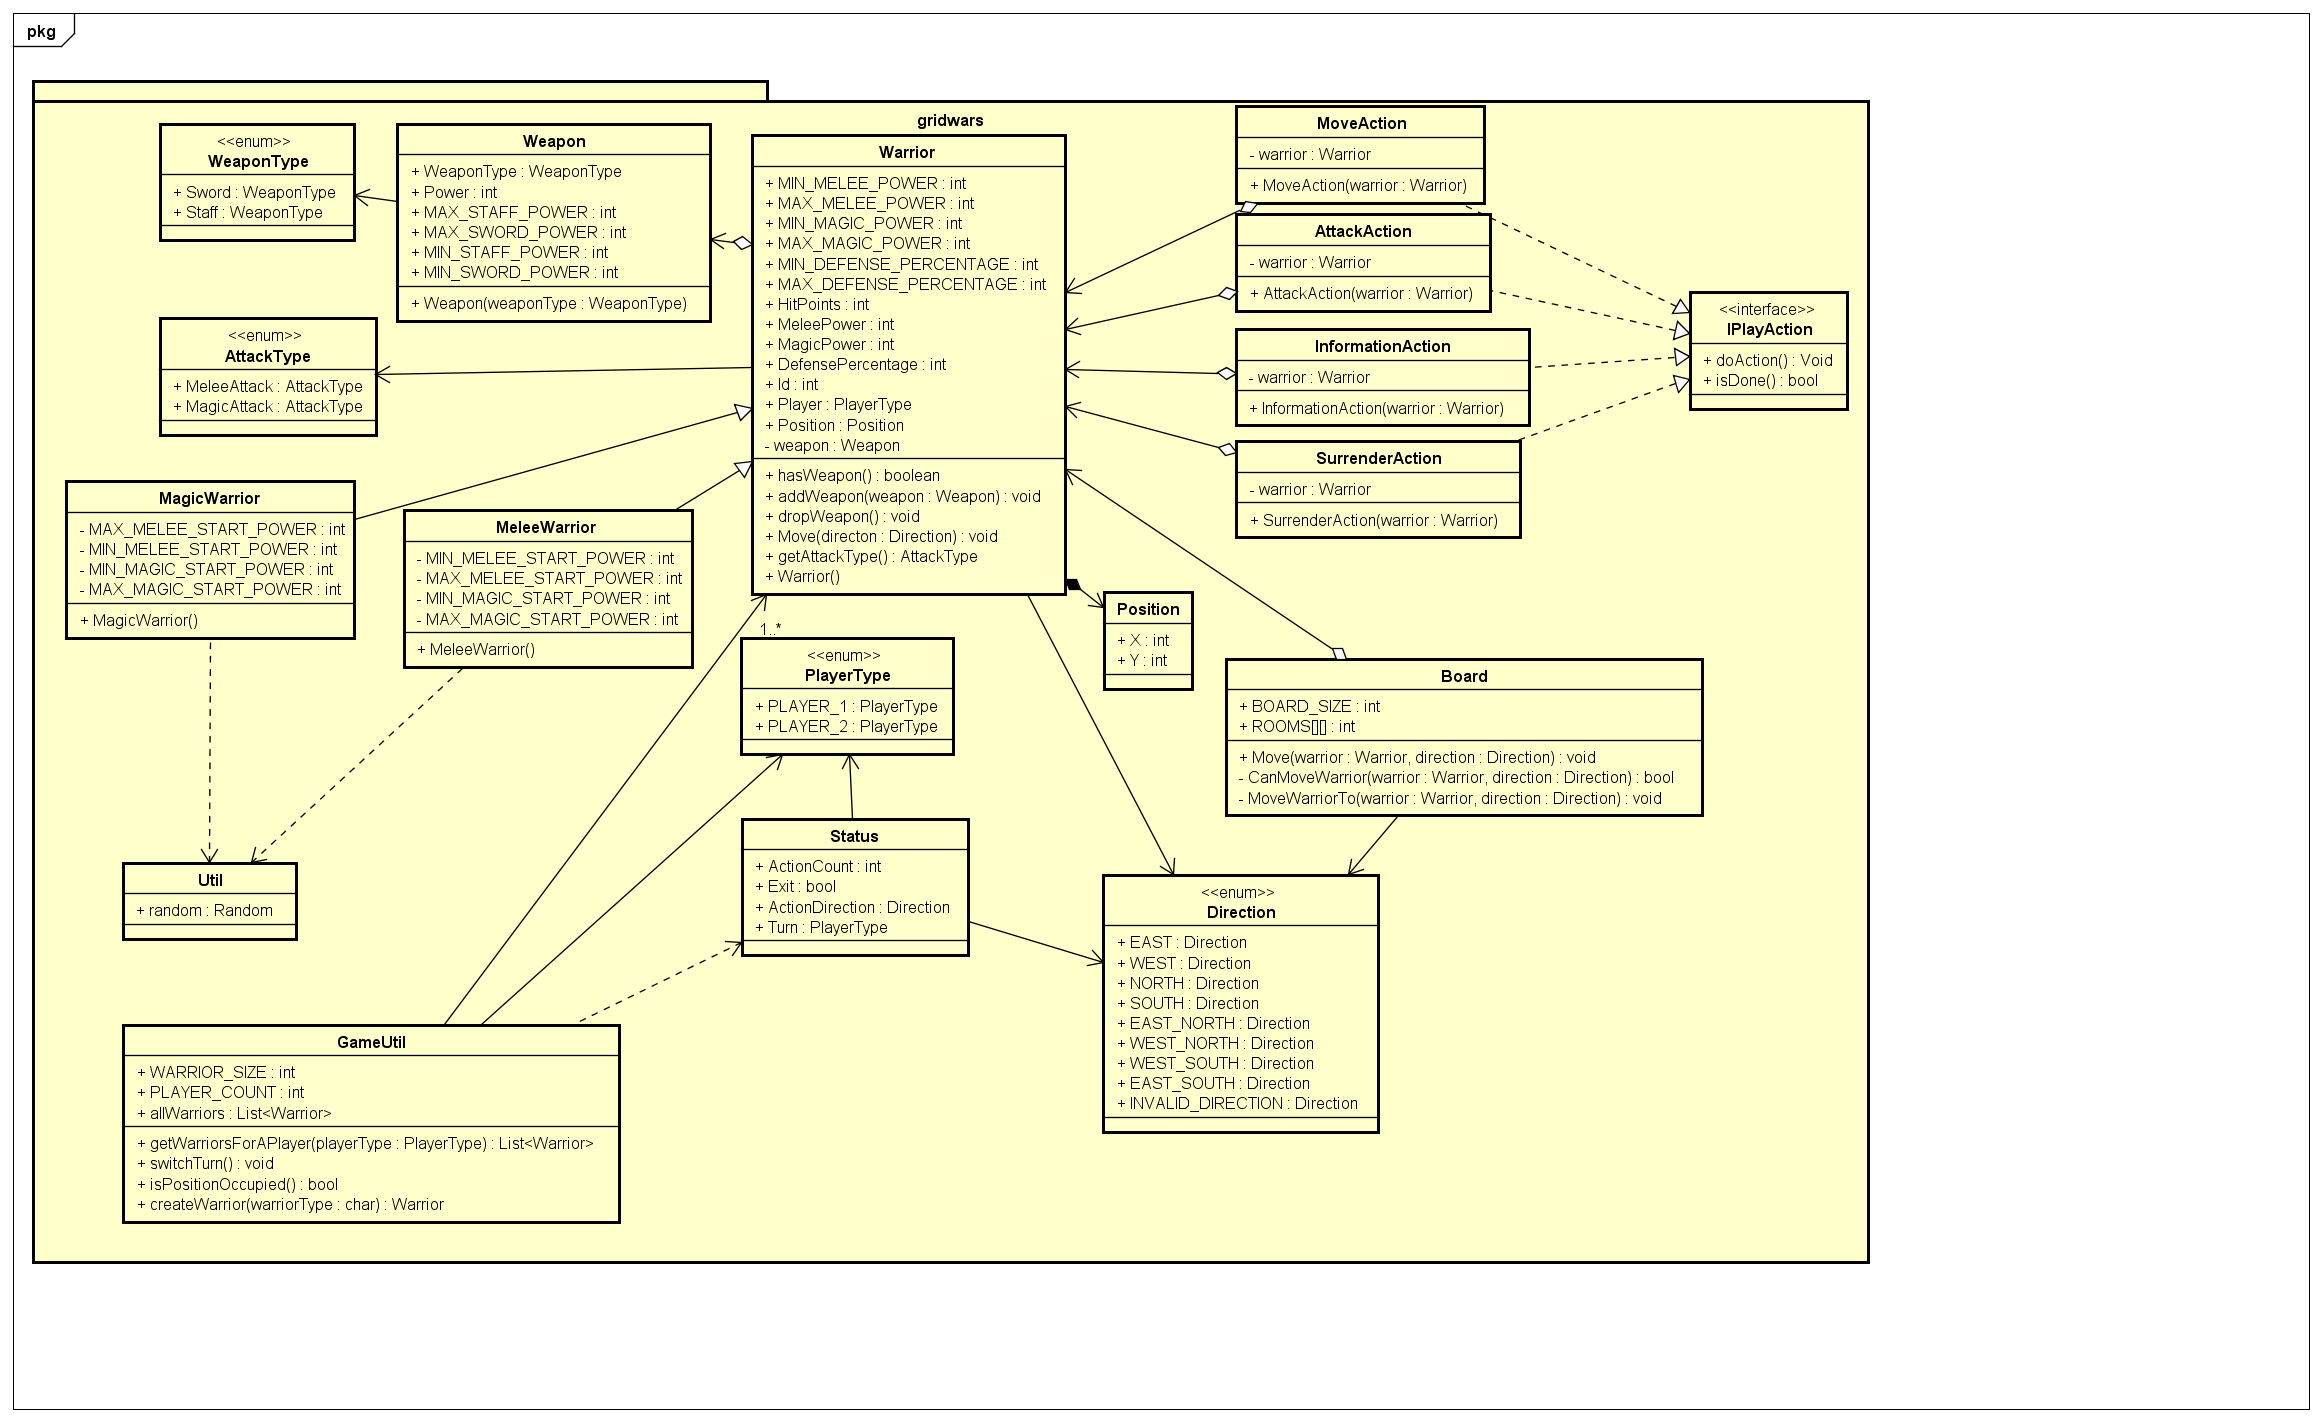 pkg
gridwars
<<enum>>
WeaponType
+ Sword : WeaponType
+ Staff : WeaponType
Weapon
+ WeaponType : WeaponType
+ Power : int
+ MAX_STAFF_POWER : int
+ MAX_SWORD_POWER : int
+ MIN_STAFF_POWER : int
+ MIN_SWORD_POWER : int
+ Weapon(weaponType : WeaponType)
Warrior
+ MIN_MELEE_POWER : int
+ MAX_MELEE_POWER : int
+ MIN_MAGIC_POWER : int
+ MAX_MAGIC_POWER : int
+ MIN_DEFENSE_PERCENTAGE : int
+ MAX_DEFENSE_PERCENTAGE : int
+ HitPoints : int
+ MeleePower : int
+ MagicPower : int
+ DefensePercentage : int
+ Id : int
+ Player : PlayerType
+ Position : Position
- weapon : Weapon
+ hasWeapon() : boolean
+ addWeapon(weapon : Weapon) : void
+ dropWeapon() : void
+ Move(directon : Direction) : void
+ getAttackType() : AttackType
+ Warrior()
MoveAction
- warrior : Warrior
+ MoveAction(warrior : Warrior)
AttackAction
- warrior : Warrior
+ AttackAction(warrior : Warrior)
InformationAction
- warrior : Warrior
+ InformationAction(warrior : Warrior)
SurrenderAction
- warrior : Warrior
+ SurrenderAction(warrior : Warrior)
<<interface>>
IPlayAction
+ doAction() : Void
+ isDone() : bool
<<enum>>
AttackType
+ MeleeAttack : AttackType
+ MagicAttack : AttackType
MagicWarrior
- MAX_MELEE_START_POWER : int
- MIN_MELEE_START_POWER : int
- MIN_MAGIC_START_POWER : int
- MAX_MAGIC_START_POWER : int
+ MagicWarrior()
MeleeWarrior
- MIN_MELEE_START_POWER : int
- MAX_MELEE_START_POWER : int
- MIN_MAGIC_START_POWER : int
- MAX_MAGIC_START_POWER : int
+ MeleeWarrior()
1..*
<<enum>>
PlayerType
+ PLAYER_1 : PlayerType
+ PLAYER_2 : PlayerType
Position
+ X : int
+ Y : int
Board
+ BOARD_SIZE : int
+ ROOMS[][] : int
+ Move(warrior : Warrior, direction : Direction) : void
- CanMoveWarrior(warrior : Warrior, direction : Direction) : bool
- MoveWarriorTo(warrior : Warrior, direction : Direction) : void
Util
+ random : Random
Status
+ ActionCount : int
+ Exit : bool
+ ActionDirection : Direction
+ Turn : PlayerType
<<enum>>
Direction
+ EAST : Direction
+ WEST : Direction
+ NORTH : Direction
+ SOUTH : Direction
+ EAST_NORTH : Direction
+ WEST_NORTH : Direction
+ WEST_SOUTH : Direction
+ EAST_SOUTH : Direction
+ INVALID_DIRECTION : Direction
GameUtil
+ WARRIOR_SIZE : int
+ PLAYER_COUNT : int
+ allWarriors : List<Warrior>
+ getWarriorsForAPlayer(playerType : PlayerType) : List<Warrior>
+ switchTurn() : void
+ isPositionOccupied() : bool
+ createWarrior(warriorType : char) : Warrior